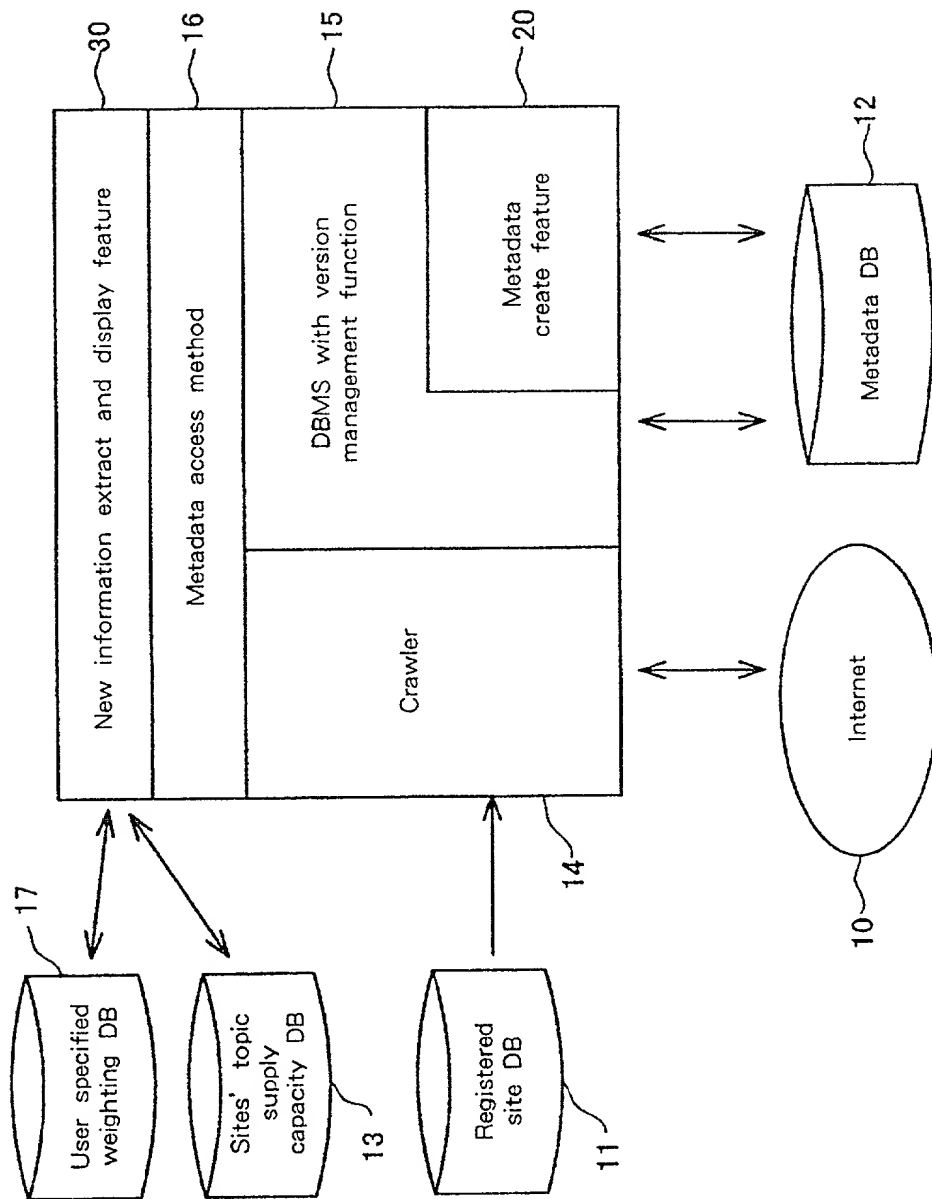 New information extract and display feature
30
Metadata access method
16
DBMS with version
management function
15
Metadata
create feature
20
Crawler
14
User specified
weighting DB
17
Sites' topic
supply
capacity DB
13
Registered
site DB
11
Internet
10
Metadata DB
12